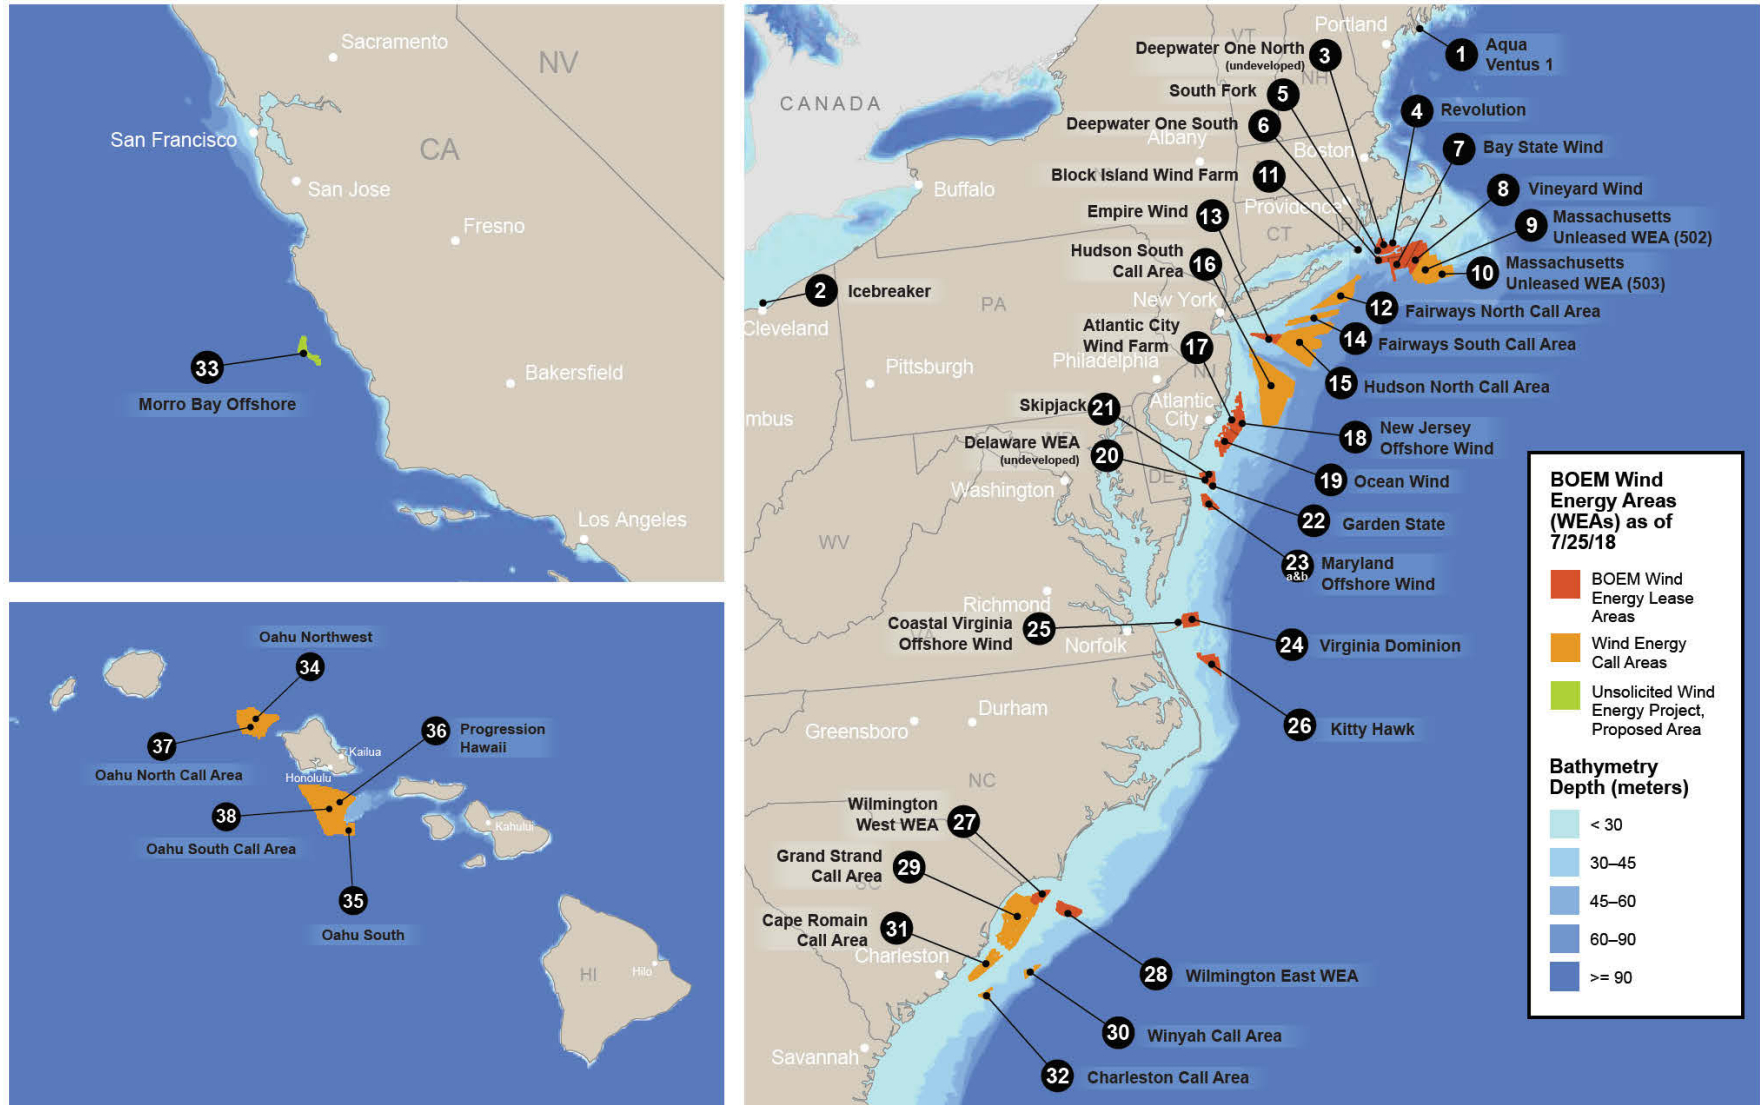 Sacramento
NV
San Francisco
CA
San Jose
Fresno
33
Morro Bay Offshore
Bakersfield
Los Angeles
Oahu Northwest
34
36
Progression
Hawaii
37
Kailua
Oahu North Call Area
Honolulu
38
Kahului
Oahu South Call Area
35
Oahu South
HI
Hilo
Portland
VT
1
Aqua
Ventus 1
Deepwater One North
(undeveloped)
3
NH
CANADA
South Fork
5
4
Revolution
Deepwater One South
6
Albany
Boston
7
Bay State Wind
Block Island Wind Farm
11
Buffalo
8
Vineyard Wind
Providence
Empire Wind
13
CT
9
Massachusetts
Unleased WEA (502)
Hudson South
Call Area
16
10
Massachusetts
Unleased WEA (503)
2
Icebreaker
PA
New York
12
Fairways North Call Area
Cleveland
Atlantic City
Wind Farm
17
14
Fairways South Call Area
Philadelphia
Pittsburgh
NJ
15
Hudson North Call Area
mbus
Skipjack
21
Atlantic
City
18
New Jersey
Offshore Wind
Delaware WEA
(undeveloped)
20
DE
Washington
19
Ocean Wind
22
Garden State
WV
23
a&b
Maryland
Offshore Wind
Richmond
Coastal Virginia
Offshore Wind
25
VA
Norfolk
24
Virginia Dominion
Durham
Greensboro
26
Kitty Hawk
NC
Wilmington
West WEA
27
Grand Strand
Call Area
29
SC
Cape Romain
Call Area
31
Charleston
28
Wilmington East WEA
30
Winyah Call Area
Savannah
32
Charleston Call Area
BOEM Wind
Energy Areas
(WEAs) as of
7/25/18
BOEM Wind
Energy Lease
Areas
Wind Energy
Call Areas
Unsolicited Wind
Energy Project,
Proposed Area
Bathymetry
Depth (meters)
< 30
30–45
45–60
60–90
>= 90